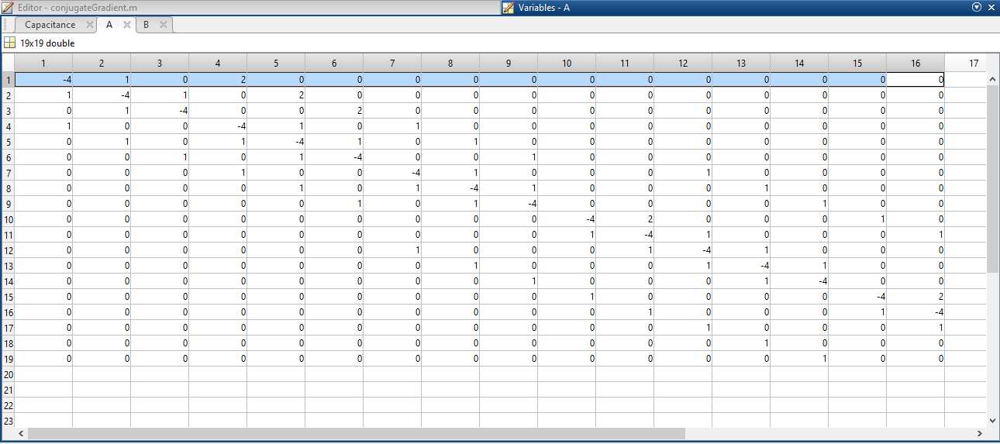 Editor - conjugateGradient.m Variables - A
Capacitance A B
19x19 double
1 2 3 4 5 6 7 8 9 10 11 12 13 14 15 16 17
1 -4 1 0 2 0 0 0 0 0 0 0 0 0 0 0 0
2 1 -4 1 0 2 0 0 0 0 0 0 0 0 0 0 0
3 0 1 -4 0 0 2 0 0 0 0 0 0 0 0 0 0
4 1 0 0 -4 1 0 1 0 0 0 0 0 0 0 0 0
5 0 1 0 1 -4 1 0 1 0 0 0 0 0 0 0 0
6 0 0 1 0 1 -4 0 0 1 0 0 0 0 0 0 0
7 0 0 0 1 0 0 -4 1 0 0 0 1 0 0 0 0
8 0 0 0 0 1 0 1 -4 1 0 0 0 1 0 0 0
9 0 0 0 0 0 1 0 1 -4 0 0 0 0 1 0 0
10 0 0 0 0 0 0 0 0 0 -4 2 0 0 0 1 0
11 0 0 0 0 0 0 0 0 0 1 -4 1 0 0 0 1
12 0 0 0 0 0 0 1 0 0 0 1 -4 1 0 0 0
13 0 0 0 0 0 0 0 1 0 0 0 1 -4 1 0 0
14 0 0 0 0 0 0 0 0 1 0 0 0 1 -4 0 0
15 0 0 0 0 0 0 0 0 0 1 0 0 0 0 -4 2
16 0 0 0 0 0 0 0 0 0 0 1 0 0 0 1 -4
17 0 0 0 0 0 0 0 0 0 0 0 1 0 0 0 1
18 0 0 0 0 0 0 0 0 0 0 0 0 1 0 0 0
19 0 0 0 0 0 0 0 0 0 0 0 0 0 1 0 0
20
21
22
23